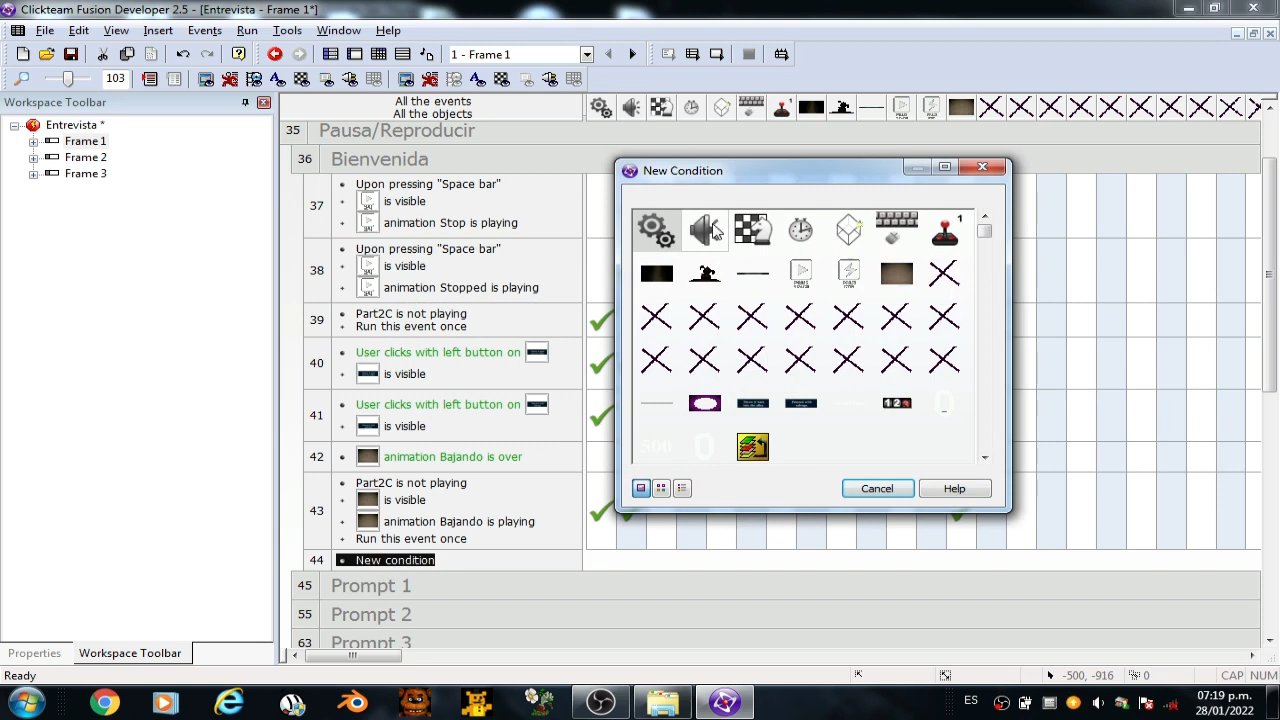 Clickteam Fusion Developer 2.5 - [Entrevista - Frame 1*]
File Edit View Insert Events Run Tools Window Help
1 - Frame 1
103
Workspace Toolbar
Entrevista *
Frame 1
Frame 2
Frame 3
All the events
All the objects
35 Pausa/Reproducir
36 Bienvenida
37 Upon pressing "Space bar"
is visible
animation Stop is playing
38 Upon pressing "Space bar"
is visible
animation Stopped is playing
39 Part2C is not playing
Run this event once
40 User clicks with left button on
is visible
41 User clicks with left button on
is visible
42 animation Bajando is over
43 Part2C is not playing
is visible
animation Bajando is playing
Run this event once
44 New condition
45 Prompt 1
55 Prompt 2
63 Prompt 3
New Condition
1
0
500 0
Cancel Help
Properties Workspace Toolbar
Ready
-500, -916 0 CAP NUM
ES
07:19 p.m.
28/01/2022